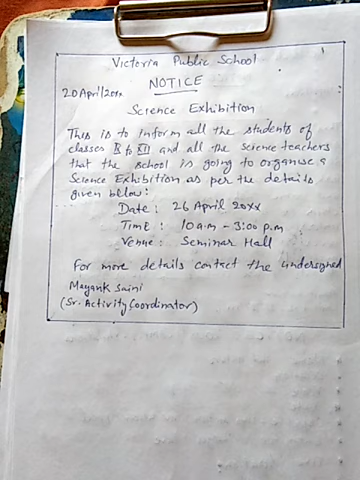 Victoria Public School
NOTICE
20 April 20xx
Science Exhibition
This is to inform all the students of
classes X to XII and all the science teachers
that the school is going to organise a
Science Exhibition as per the details
given below:
Date : 26 April 20xx
Time : 10 a.m - 3:00 p.m
Venue : Seminar Hall
For more details contact the undersigned
Mayank Saini
(Sr. Activity Coordinator)